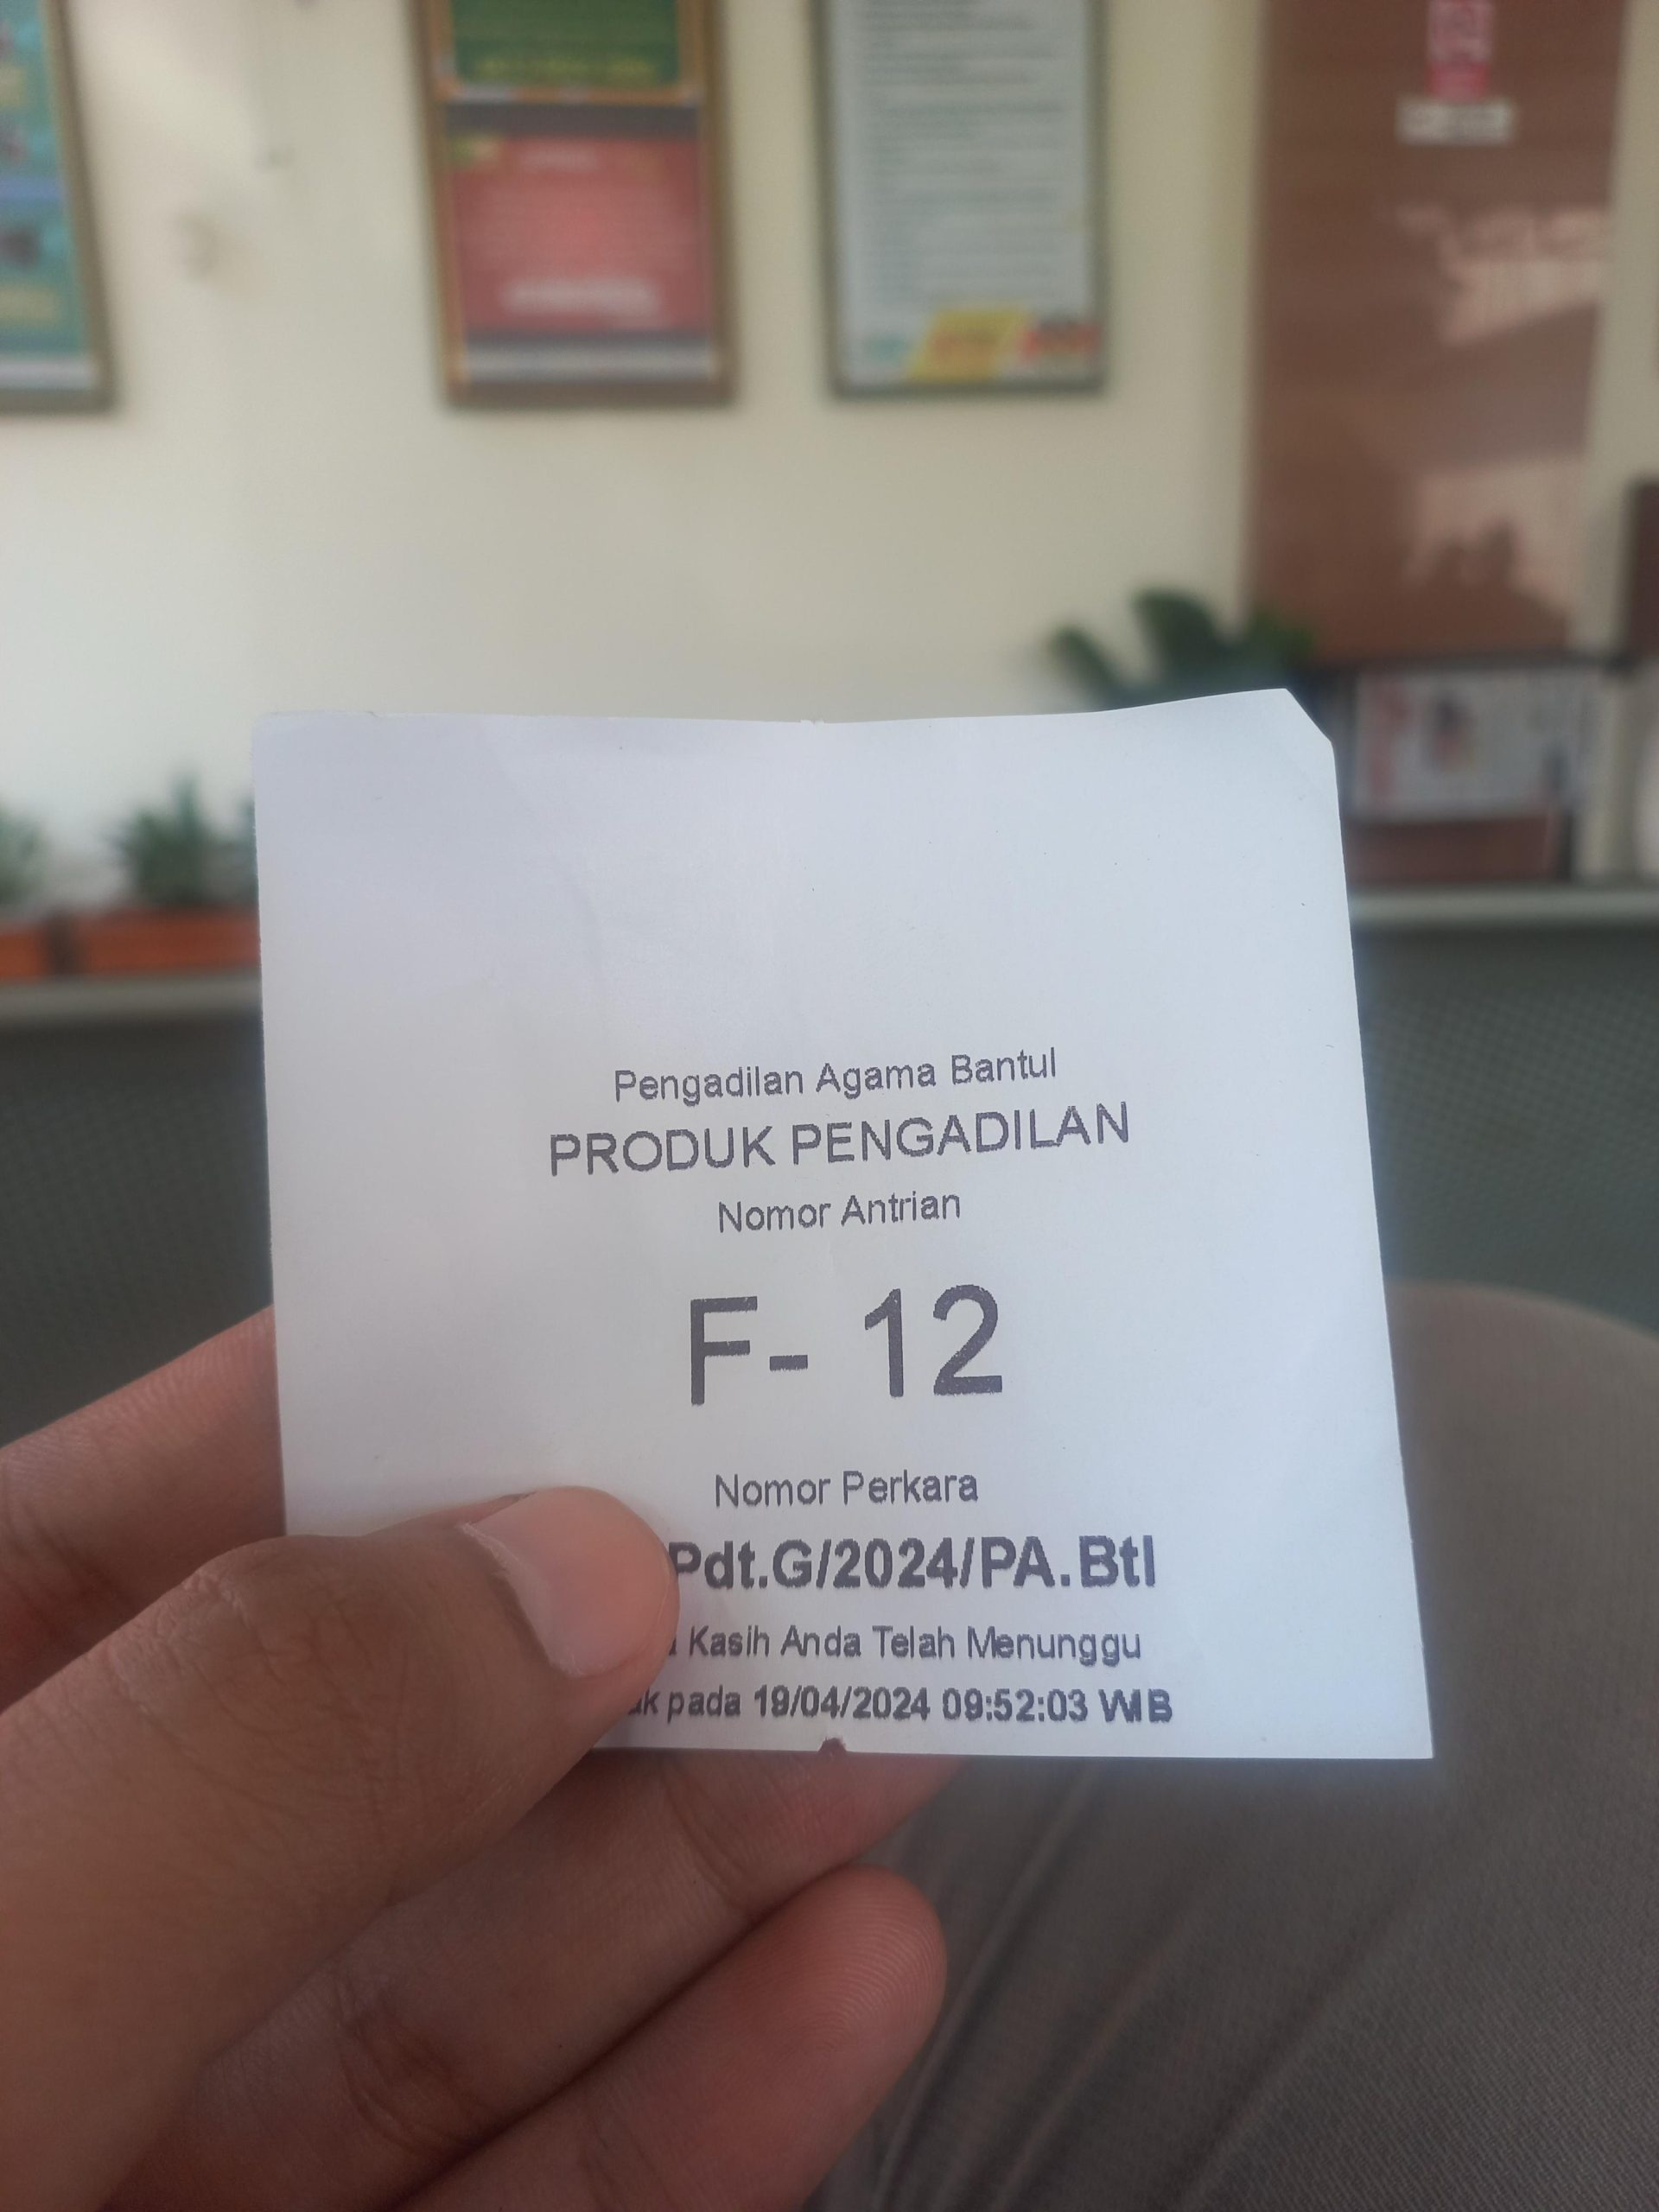 Pengadilan Agama Bantul
PRODUK PENGADILAN
Nomor Antrian
F- 12
Nomor Perkara
Pdt.G/2024/PA.Btl
Kasih Anda Telah Menunggu
pada 19/04/2024 09:52:03 WIB